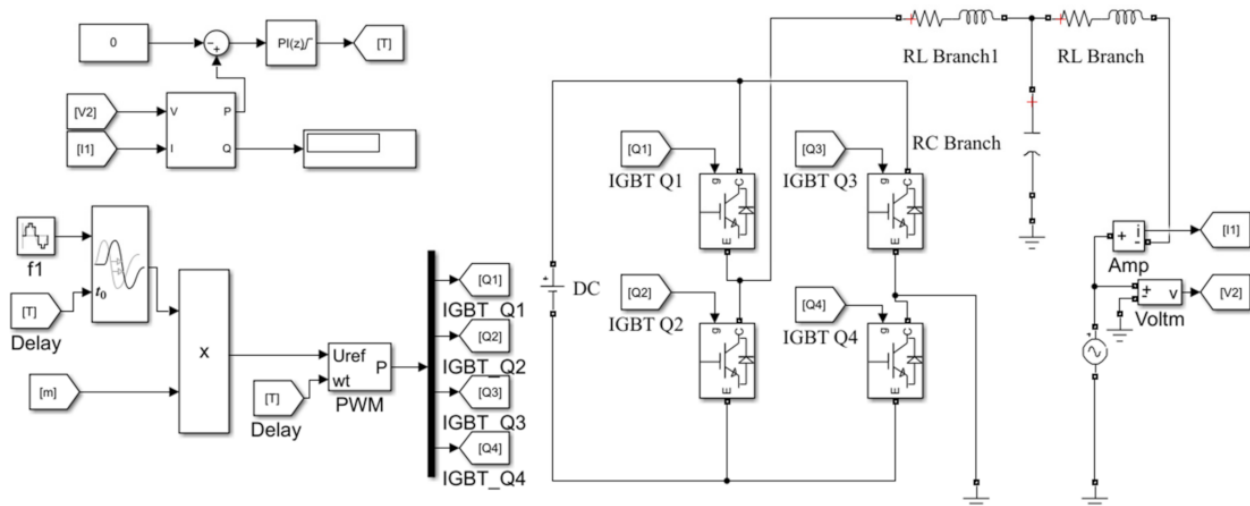 0
-
+
PI(z)
[T]
[V2]
V
P
[I1]
I
Q
f1
t₀
[T]
Delay
[m]
X
[T]
Delay
Uref
wt
P
PWM
[Q1]
IGBT_Q1
[Q2]
IGBT_Q2
[Q3]
IGBT_Q3
[Q4]
IGBT_Q4
+
DC
[Q1]
IGBT Q1
g
C
E
[Q3]
IGBT Q3
g
C
E
[Q2]
IGBT Q2
g
C
E
[Q4]
IGBT Q4
g
C
E
+
RL Branch1
+
RL Branch
+
RC Branch
+
i
-
Amp
[I1]
+
-
v
Voltm
[V2]
+